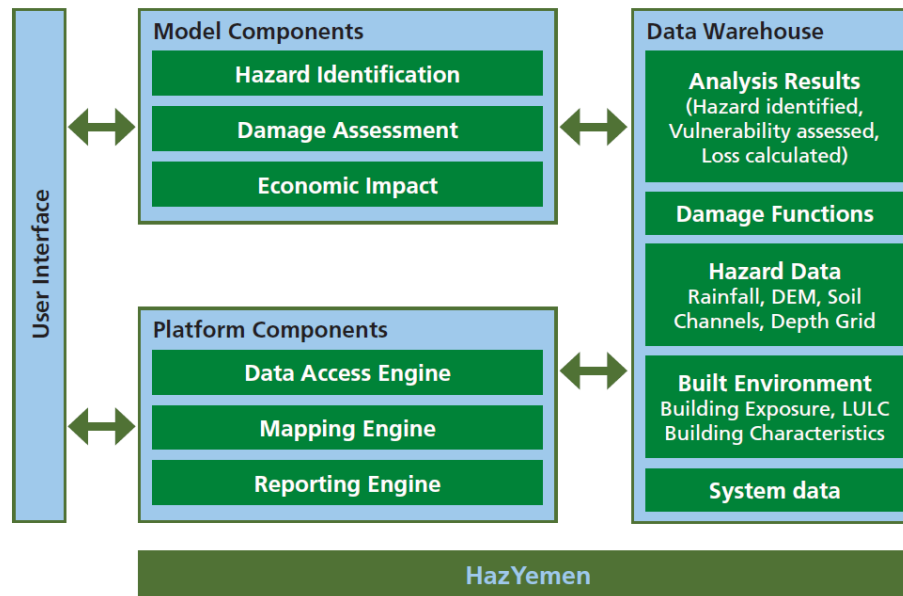 User Interface
Model Components
Hazard Identification
Damage Assessment
Economic Impact
Platform Components
Data Access Engine
Mapping Engine
Reporting Engine
Data Warehouse
Analysis Results
(Hazard identified,
Vulnerability assessed,
Loss calculated)
Damage Functions
Hazard Data
Rainfall, DEM, Soil
Channels, Depth Grid
Built Environment
Building Exposure, LULC
Building Characteristics
System data
HazYemen